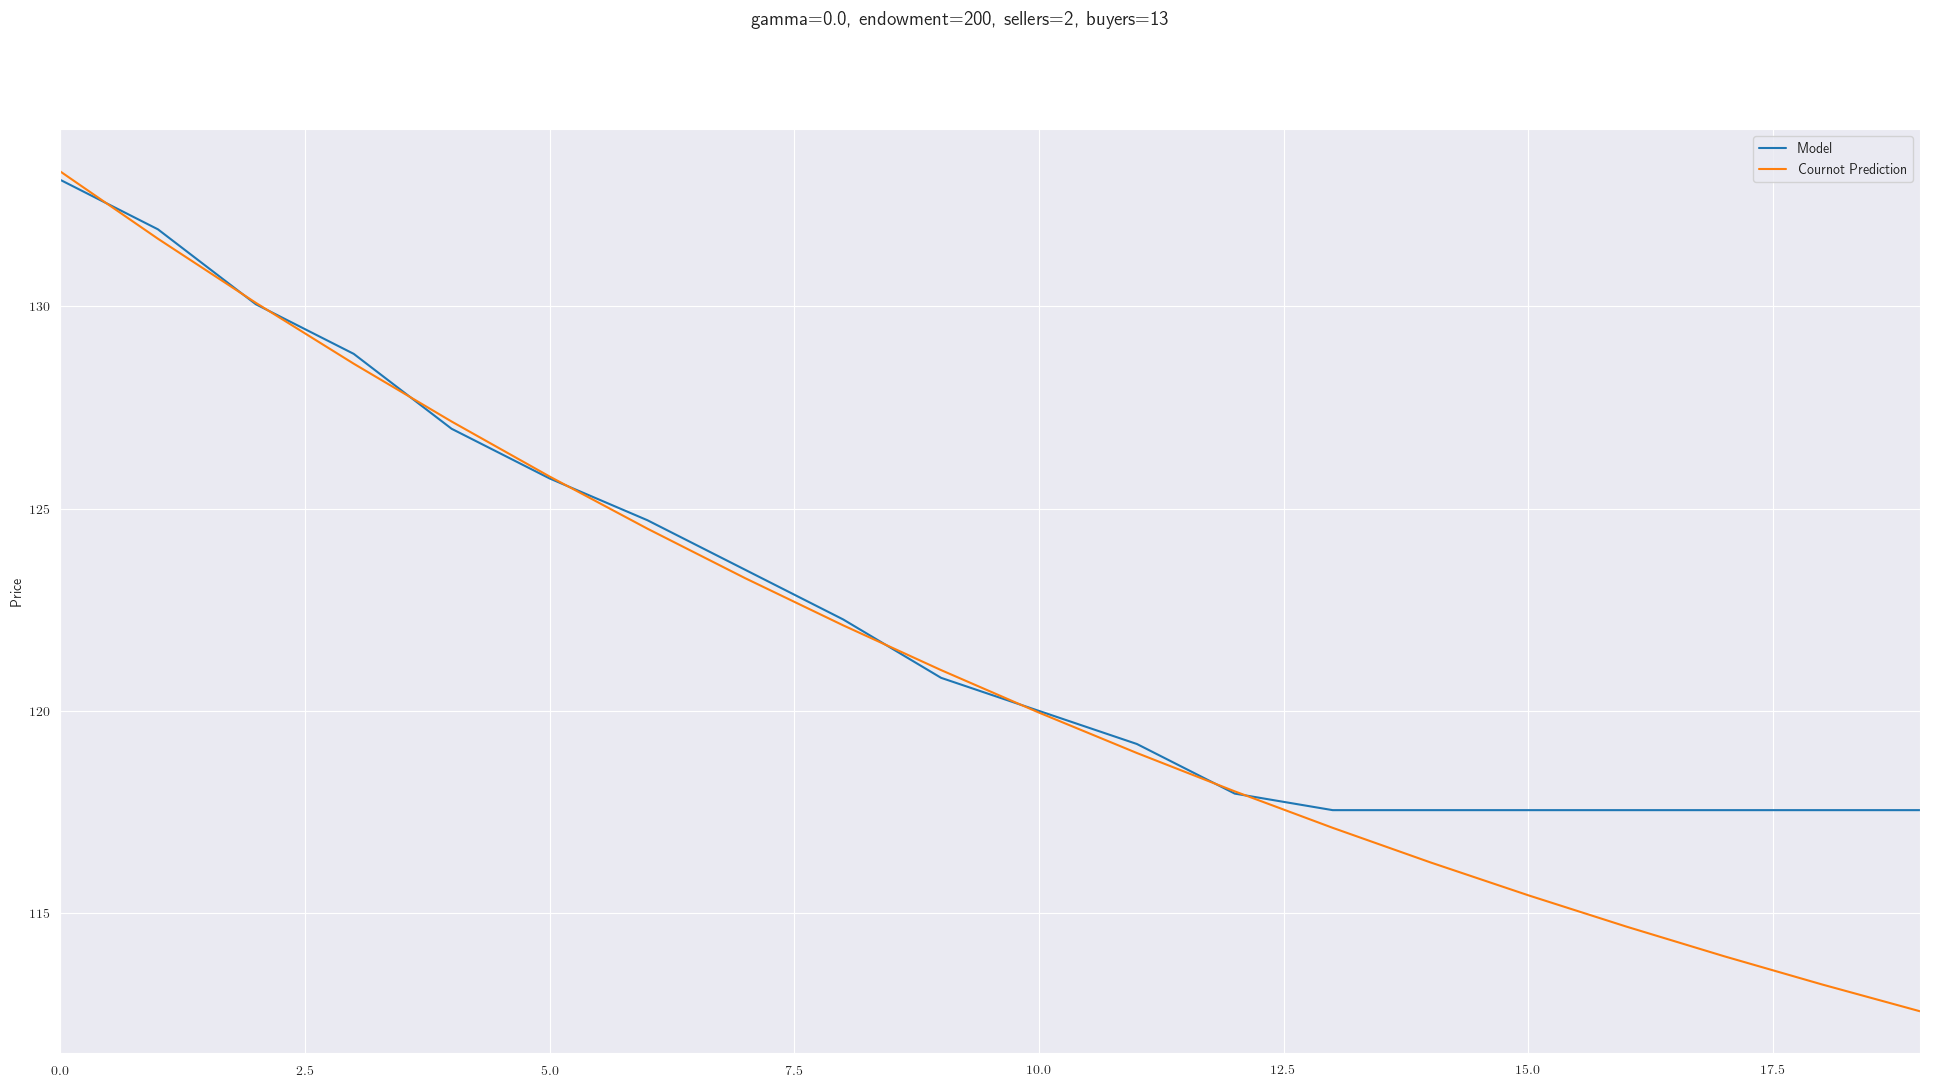 gamma=0.0, endowment=200, sellers=2, buyers=13
Model
Cournot Prediction
130
125
120
115
Price
0.0 2.5 5.0 7.5 10.0 12.5 15.0 17.5